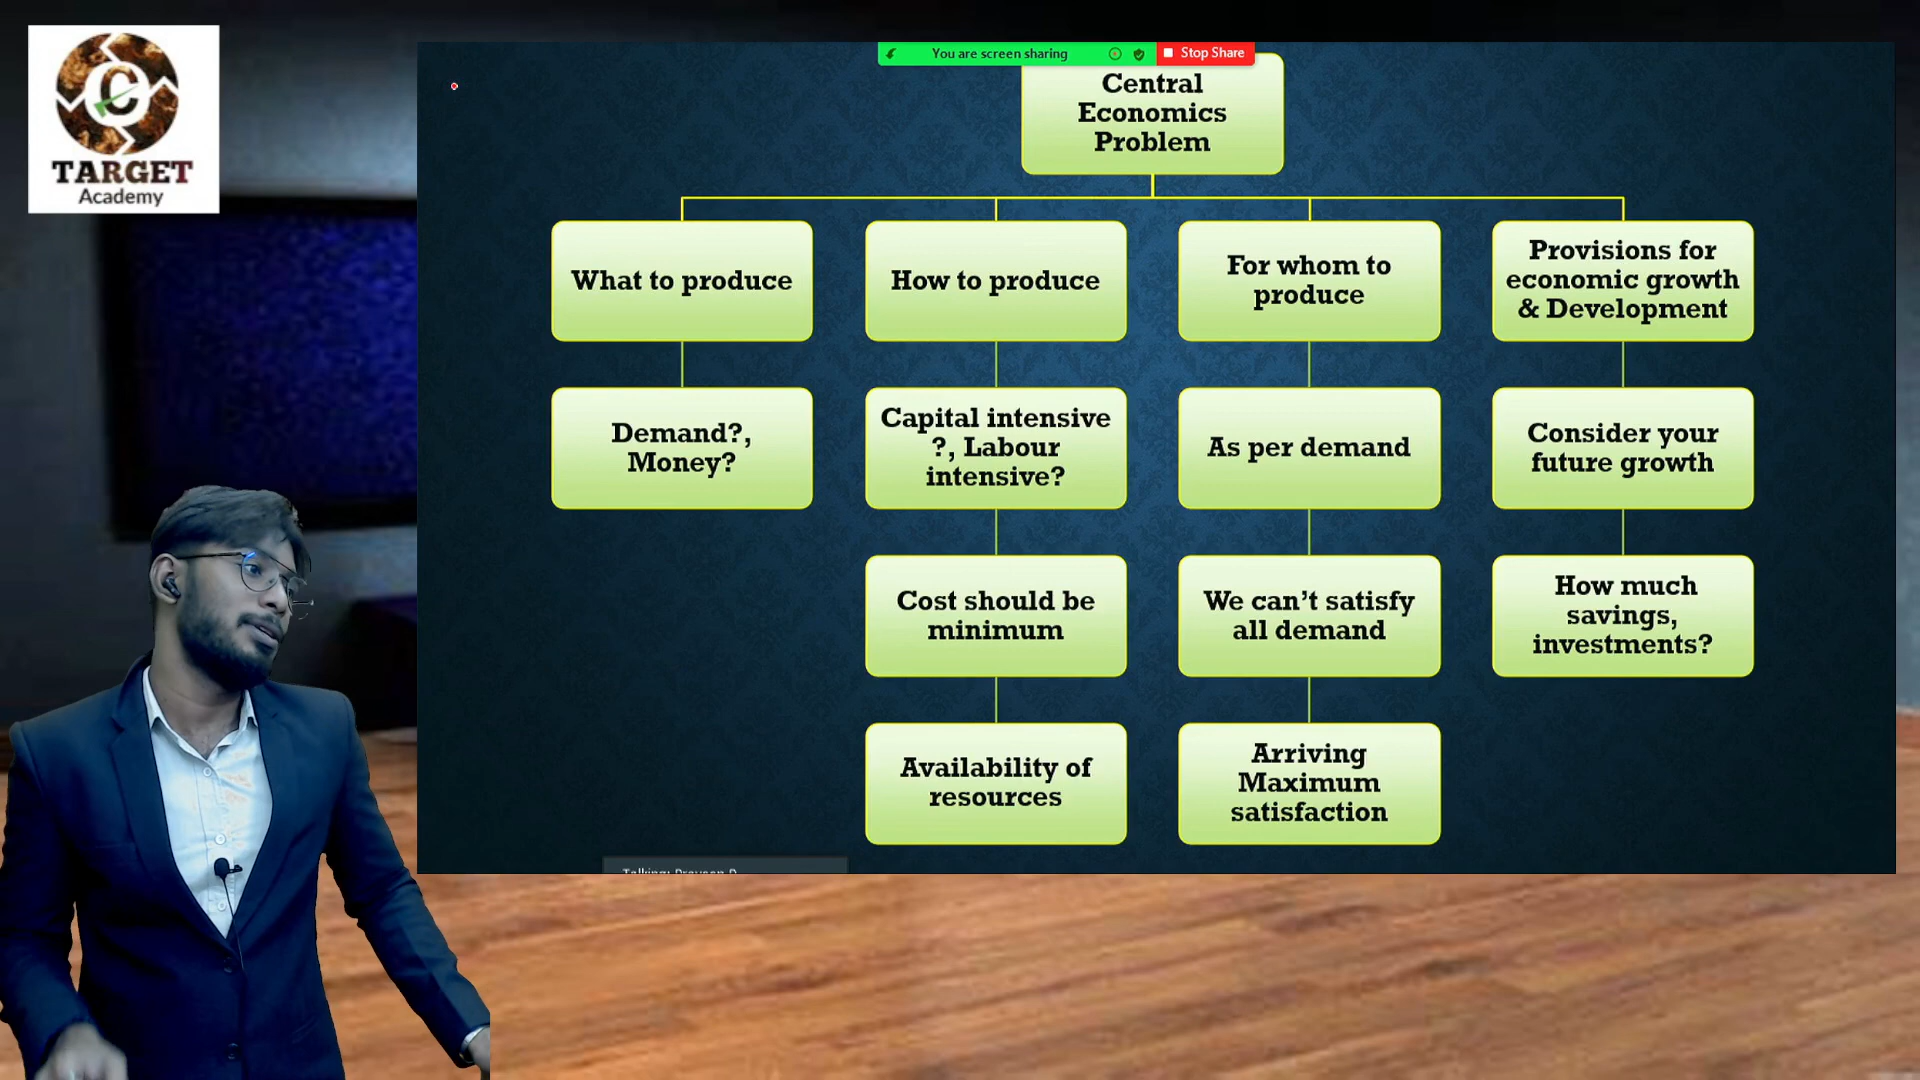 C
TARGET
Academy
You are screen sharing
Stop Share
Central
Economics
Problem
What to produce
How to produce
For whom to
produce
Provisions for
economic growth
& Development
Demand?,
Money?
Capital intensive
?, Labour
intensive?
As per demand
Consider your
future growth
Cost should be
minimum
We can't satisfy
all demand
How much
savings,
investments?
Availability of
resources
Arriving
Maximum
satisfaction
Talking: